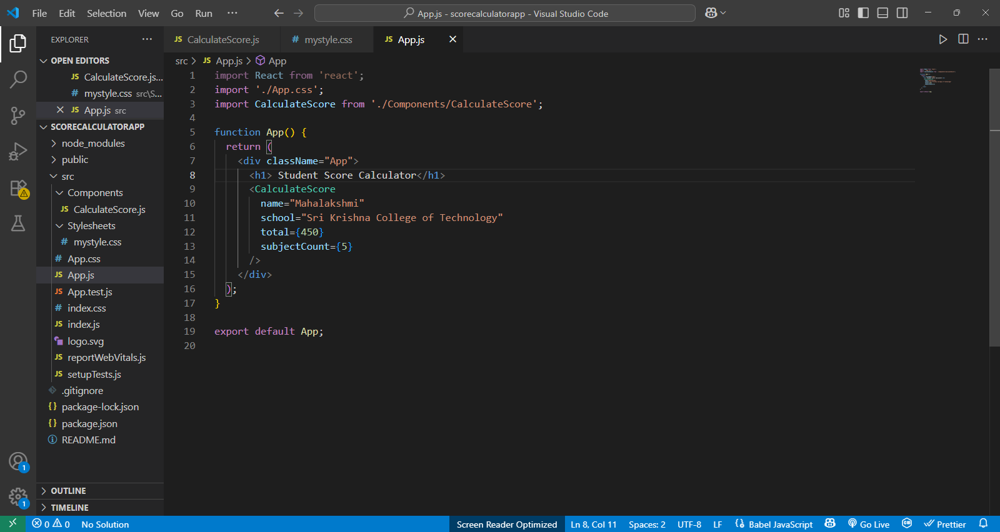 File Edit Selection View Go Run ···
App.js - scorecalculatorapp - Visual Studio Code
EXPLORER ···
OPEN EDITORS
JS CalculateScore.js...
# mystyle.css src\S...
JS App.js src
SCORECALCULATORAPP
node_modules
public
src
Components
JS CalculateScore.js
Stylesheets
# mystyle.css
# App.css
JS App.js
JS App.test.js
# index.css
JS index.js
logo.svg
JS reportWebVitals.js
JS setupTests.js
.gitignore
{} package-lock.json
{} package.json
README.md
OUTLINE
TIMELINE
1
1
JS CalculateScore.js
# mystyle.css
JS App.js
src > JS App.js > App
1 import React from 'react';
2 import './App.css';
3 import CalculateScore from './Components/CalculateScore';
4
5 function App() {
6 return (
7 <div className="App">
8 <h1> Student Score Calculator</h1>
9 <CalculateScore
10 name="Mahalakshmi"
11 school="Sri Krishna College of Technology"
12 total={450}
13 subjectCount={5}
14 />
15 </div>
16 );
17 }
18
19 export default App;
20
0 0 No Solution
Screen Reader Optimized Ln 8, Col 11 Spaces: 2 UTF-8 LF {} Babel JavaScript Go Live Prettier